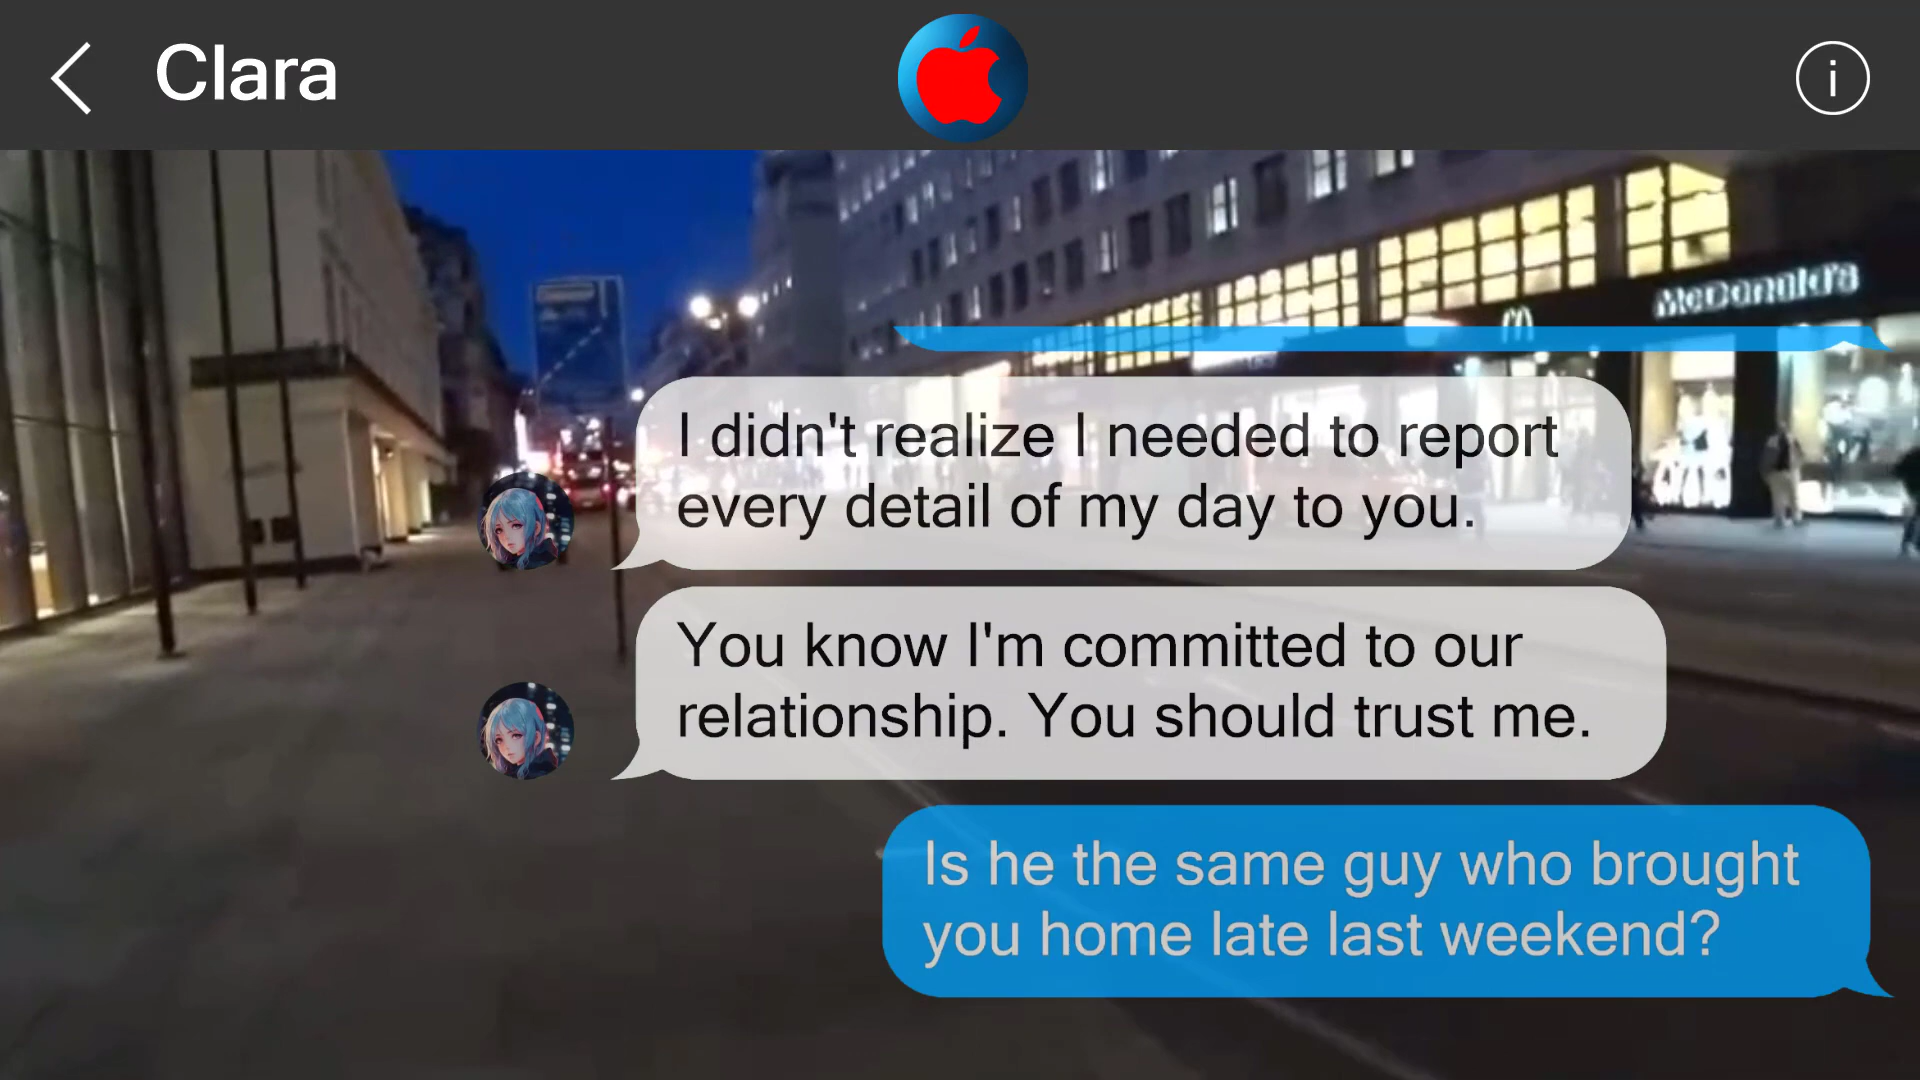 Clara
i
McDonald's
I didn't realize I needed to report
every detail of my day to you.
You know I'm committed to our
relationship. You should trust me.
Is he the same guy who brought
you home late last weekend?